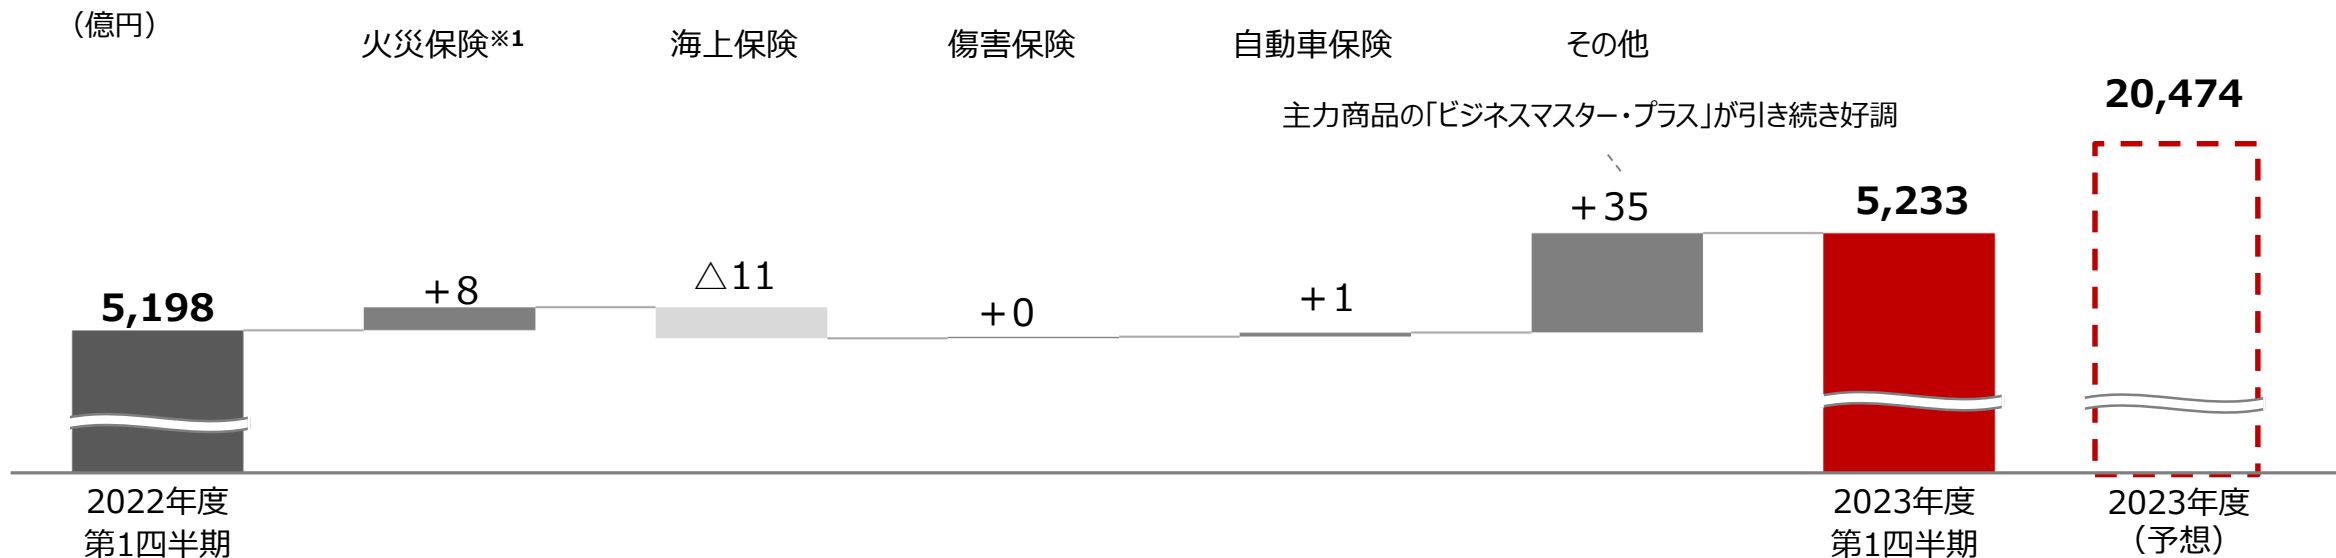 （億円）
火災保険※1
海上保険
傷害保険
自動車保険
その他
主力商品の「ビジネスマスター・プラス」が引き続き好調
20,474
5,198
＋8
△11
＋0
＋1
＋35
5,233
2022年度
第1四半期
2023年度
第1四半期
2023年度
（予想）